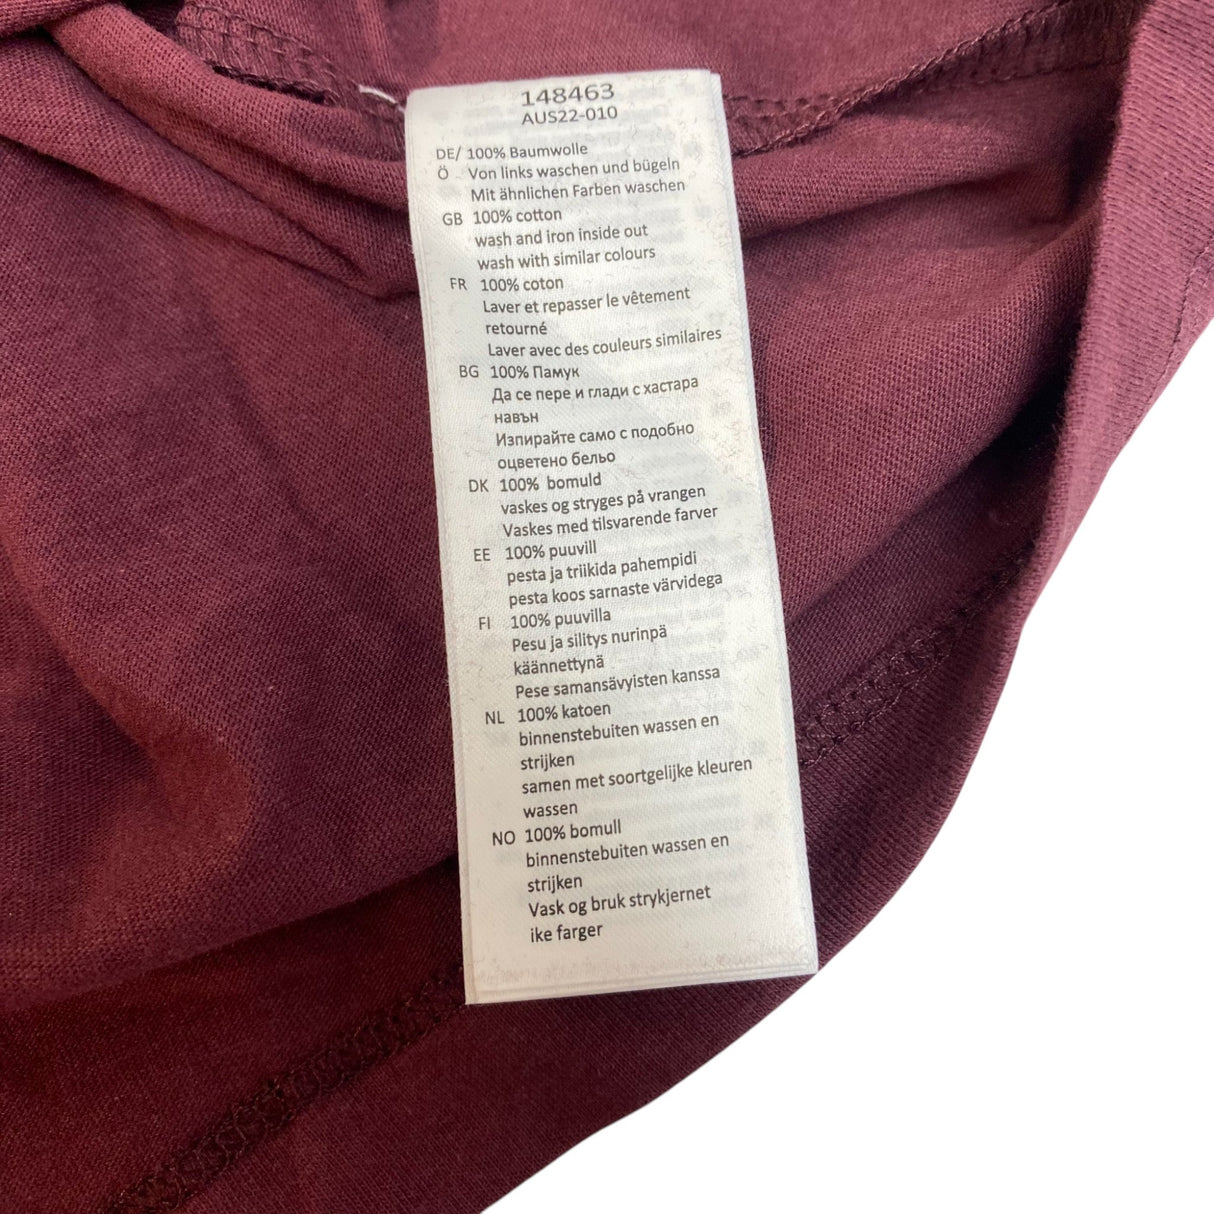 148463
AUS22-010
DE/ 100% Baumwolle
Ö Von links waschen und bügeln
Mit ähnlichen Farben waschen
GB 100% cotton
wash and iron inside out
wash with similar colours
FR 100% coton
Laver et repasser le vêtement
retourné
Laver avec des couleurs similaires
BG 100% Памук
Да се пере и глади с хастара
навън
Изпирайте само с подобно
оцветено бельо
DK 100% bomuld
vaskes og stryges på vrangen
Vaskes med tilsvarende farver
EE 100% puuvill
pesta ja triikida pahempidi
pesta koos sarnaste värvidega
FI 100% puuvilla
Pesu ja silitys nurinpä
käännettynä
Pese samansävyisten kanssa
NL 100% katoen
binnenstebuiten wassen en
strijken
samen met soortgelijke kleuren
wassen
NO 100% bomull
binnenstebuiten wassen en
strijken
Vask og bruk strykjernet
ike farger